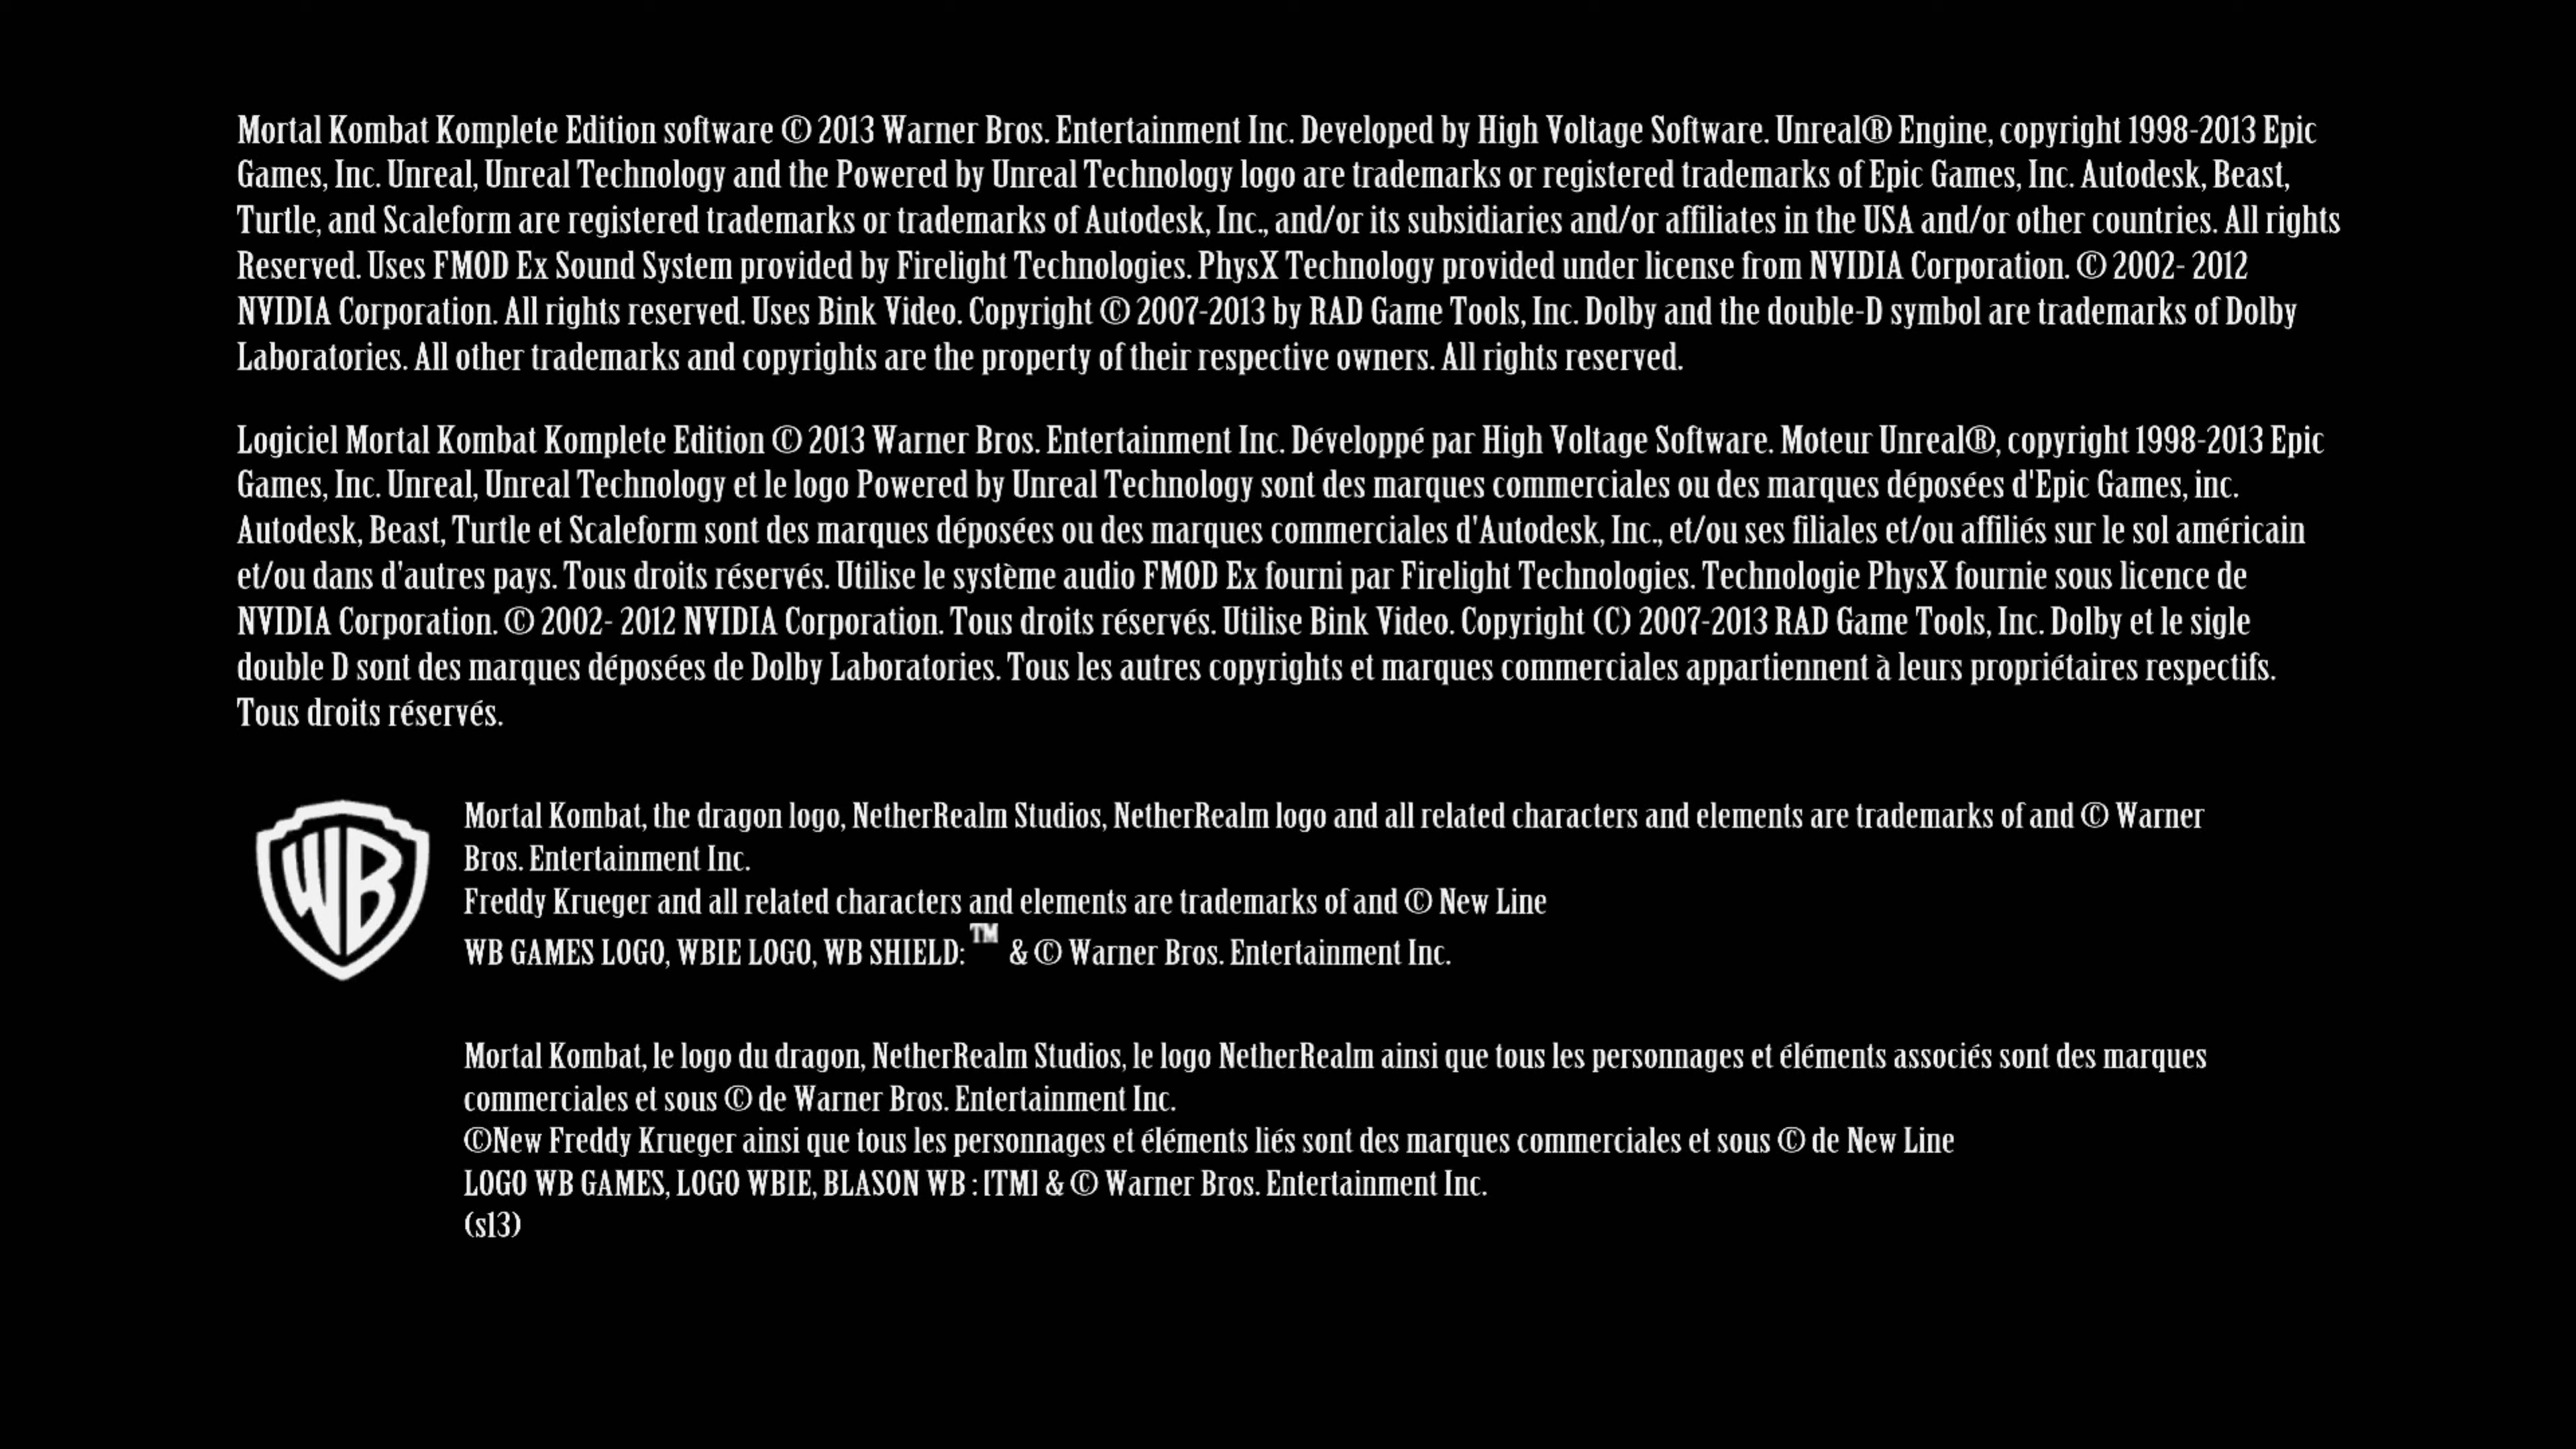 Mortal Kombat Komplete Edition software © 2013 Warner Bros. Entertainment Inc. Developed by High Voltage Software. Unreal® Engine, copyright 1998-2013 Epic
Games, Inc. Unreal, Unreal Technology and the Powered by Unreal Technology logo are trademarks or registered trademarks of Epic Games, Inc. Autodesk, Beast,
Turtle, and Scaleform are registered trademarks or trademarks of Autodesk, Inc., and/or its subsidiaries and/or affiliates in the USA and/or other countries. All rights
Reserved. Uses FMOD Ex Sound System provided by Firelight Technologies. PhysX Technology provided under license from NVIDIA Corporation. © 2002- 2012
NVIDIA Corporation. All rights reserved. Uses Bink Video. Copyright © 2007-2013 by RAD Game Tools, Inc. Dolby and the double-D symbol are trademarks of Dolby
Laboratories. All other trademarks and copyrights are the property of their respective owners. All rights reserved.
Logiciel Mortal Kombat Komplete Edition © 2013 Warner Bros. Entertainment Inc. Développé par High Voltage Software. Moteur Unreal®, copyright 1998-2013 Epic
Games, Inc. Unreal, Unreal Technology et le logo Powered by Unreal Technology sont des marques commerciales ou des marques déposées d'Epic Games, inc.
Autodesk, Beast, Turtle et Scaleform sont des marques déposées ou des marques commerciales d'Autodesk, Inc., et/ou ses filiales et/ou affiliés sur le sol américain
et/ou dans d'autres pays. Tous droits réservés. Utilise le système audio FMOD Ex fourni par Firelight Technologies. Technologie PhysX fournie sous licence de
NVIDIA Corporation. © 2002- 2012 NVIDIA Corporation. Tous droits réservés. Utilise Bink Video. Copyright (C) 2007-2013 RAD Game Tools, Inc. Dolby et le sigle
double D sont des marques déposées de Dolby Laboratories. Tous les autres copyrights et marques commerciales appartiennent à leurs propriétaires respectifs.
Tous droits réservés.
WB
Mortal Kombat, the dragon logo, NetherRealm Studios, NetherRealm logo and all related characters and elements are trademarks of and © Warner
Bros. Entertainment Inc.
Freddy Krueger and all related characters and elements are trademarks of and © New Line
WB GAMES LOGO, WBIE LOGO, WB SHIELD: ™ & © Warner Bros. Entertainment Inc.
Mortal Kombat, le logo du dragon, NetherRealm Studios, le logo NetherRealm ainsi que tous les personnages et éléments associés sont des marques
commerciales et sous © de Warner Bros. Entertainment Inc.
©New Freddy Krueger ainsi que tous les personnages et éléments liés sont des marques commerciales et sous © de New Line
LOGO WB GAMES, LOGO WBIE, BLASON WB : [TM] & © Warner Bros. Entertainment Inc.
(s13)